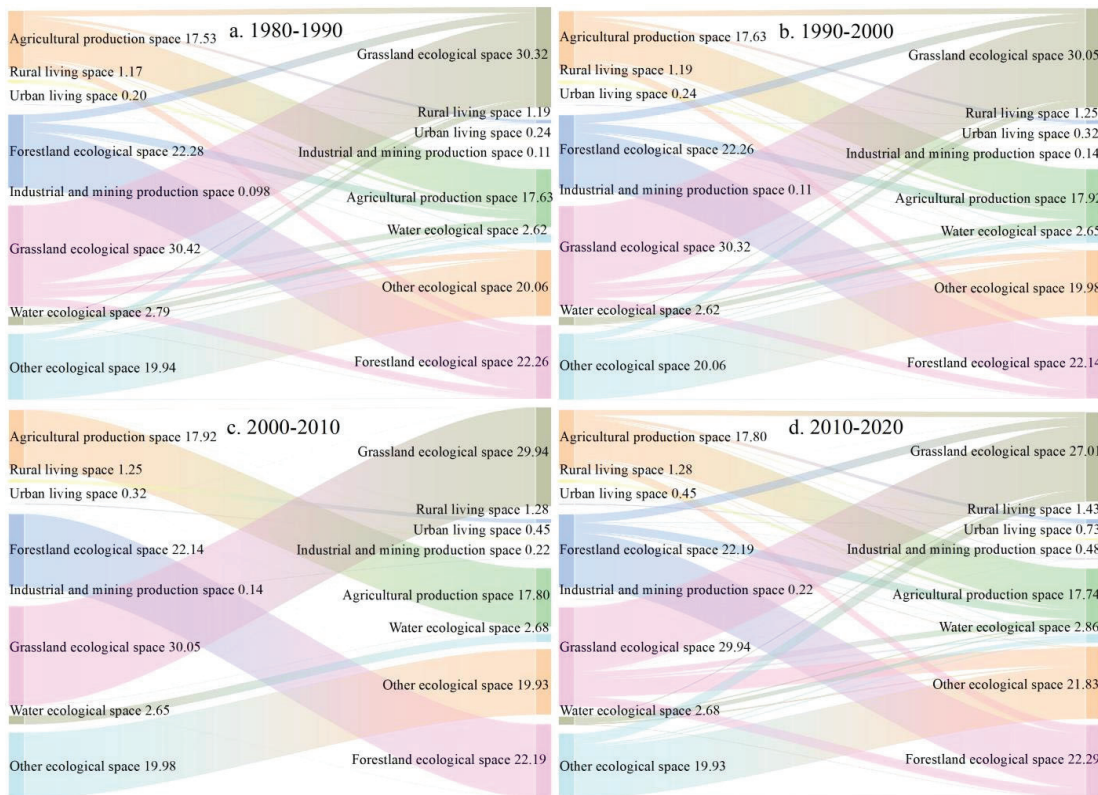 a. 1980-1990
Agricultural production space 17.53
Rural living space 1.17
Urban living space 0.20
Forestland ecological space 22.28
Industrial and mining production space 0.098
Grassland ecological space 30.42
Water ecological space 2.79
Other ecological space 19.94
Grassland ecological space 30.32
Rural living space 1.19
Urban living space 0.24
Industrial and mining production space 0.11
Agricultural production space 17.63
Water ecological space 2.62
Other ecological space 20.06
Forestland ecological space 22.26
b. 1990-2000
Agricultural production space 17.63
Rural living space 1.19
Urban living space 0.24
Forestland ecological space 22.26
Industrial and mining production space 0.11
Grassland ecological space 30.32
Water ecological space 2.62
Other ecological space 20.06
Grassland ecological space 30.05
Rural living space 1.25
Urban living space 0.32
Industrial and mining production space 0.14
Agricultural production space 17.92
Water ecological space 2.65
Other ecological space 19.98
Forestland ecological space 22.14
c. 2000-2010
Agricultural production space 17.92
Rural living space 1.25
Urban living space 0.32
Forestland ecological space 22.14
Industrial and mining production space 0.14
Grassland ecological space 30.05
Water ecological space 2.65
Other ecological space 19.98
Grassland ecological space 29.94
Rural living space 1.28
Urban living space 0.45
Industrial and mining production space 0.22
Agricultural production space 17.80
Water ecological space 2.68
Other ecological space 19.93
Forestland ecological space 22.19
d. 2010-2020
Agricultural production space 17.80
Rural living space 1.28
Urban living space 0.45
Forestland ecological space 22.19
Industrial and mining production space 0.22
Grassland ecological space 29.94
Water ecological space 2.68
Other ecological space 19.93
Grassland ecological space 27.01
Rural living space 1.43
Urban living space 0.73
Industrial and mining production space 0.48
Agricultural production space 17.74
Water ecological space 2.86
Other ecological space 21.83
Forestland ecological space 22.29